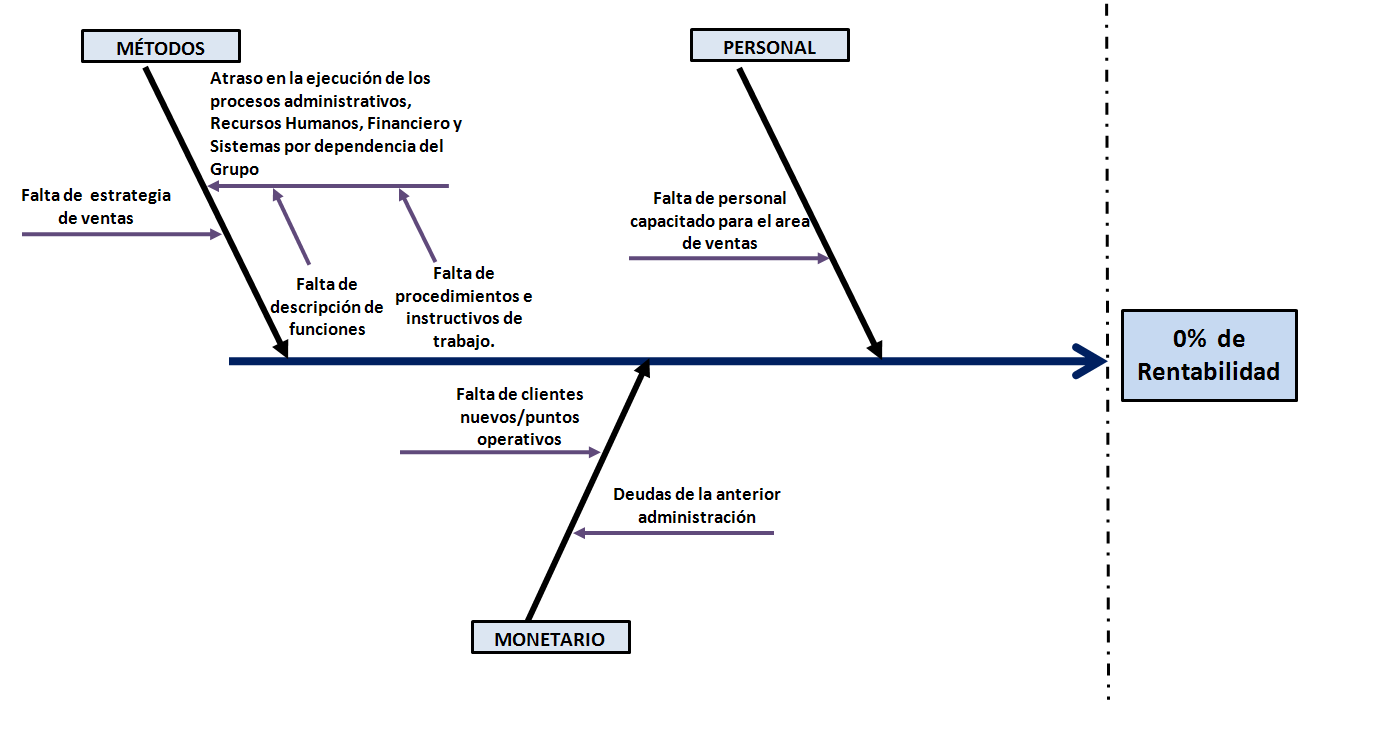 MÉTODOS
PERSONAL
Atraso en la ejecución de los
procesos administrativos,
Recursos Humanos, Financiero y
Sistemas por dependencia del
Grupo
Falta de estrategia
de ventas
Falta de
descripción de
funciones
Falta de
procedimientos e
instructivos de
trabajo.
Falta de personal
capacitado para el area
de ventas
0% de
Rentabilidad
Falta de clientes
nuevos/puntos
operativos
Deudas de la anterior
administración
MONETARIO